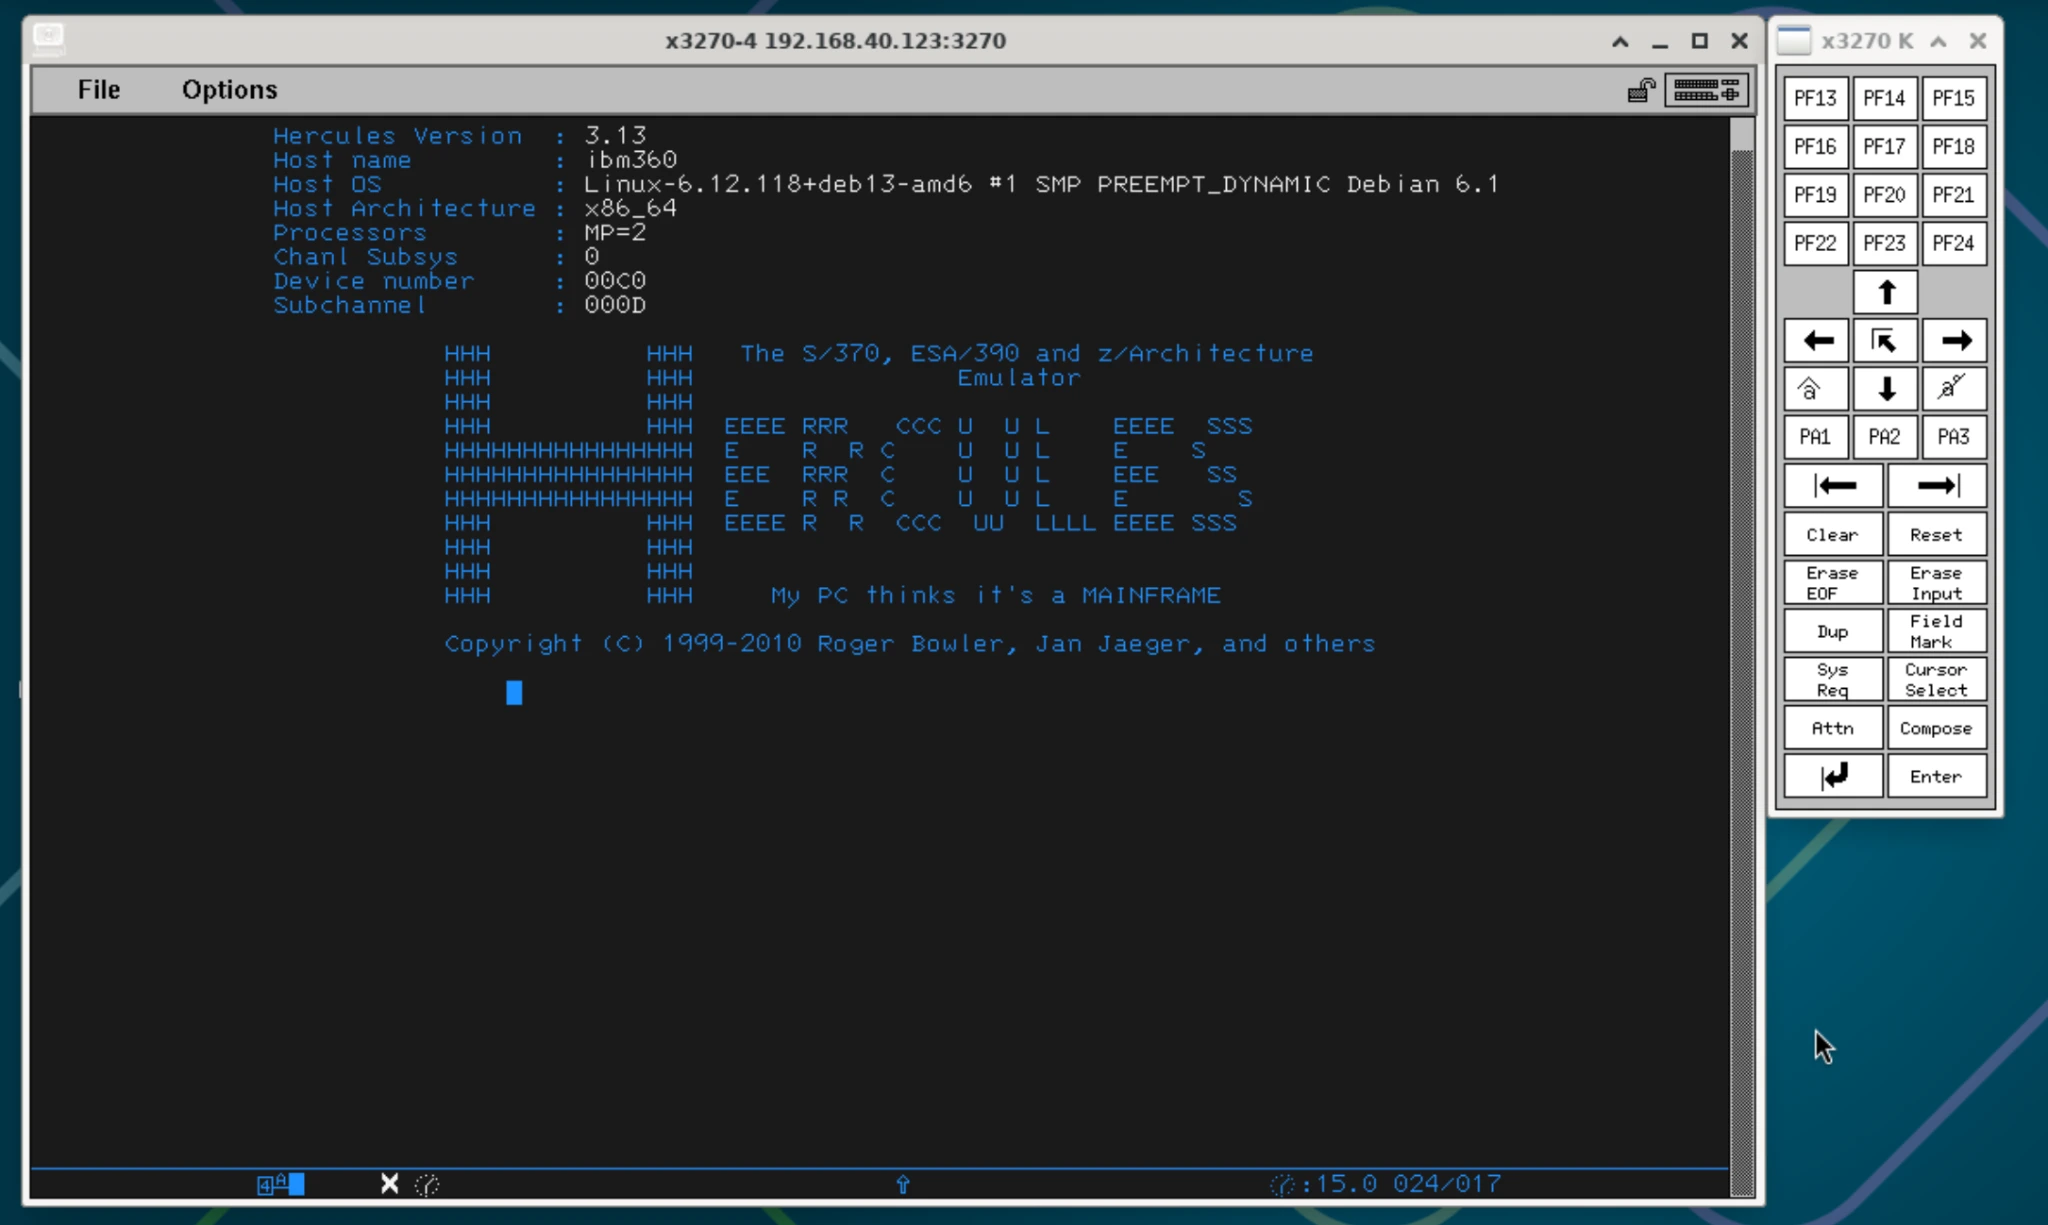 x3270-4 192.168.40.123:3270
x3270 K
File Options
Hercules Version : 3.13
Host name : ibm360
Host OS : Linux-6.12.118+deb13-amd6 #1 SMP PREEMPT_DYNAMIC Debian 6.1
Host Architecture : x86_64
Processors : MP=2
Chanl Subsys : 0
Device number : 00C0
Subchannel : 000D
HHH HHH The S/370, ESA/390 and z/Architecture
HHH HHH Emulator
HHH HHH
HHH HHH EEEE RRR CCC U U L EEEE SSS
HHHHHHHHHHHHHHHH E R R C U U L E S
HHHHHHHHHHHHHHHH EEE RRR C U U L EEE SS
HHHHHHHHHHHHHHHH E R R C U U L E S
HHH HHH EEEE R R CCC UU LLLL EEEE SSS
HHH HHH
HHH HHH
HHH HHH My PC thinks it's a MAINFRAME
Copyright (C) 1999-2010 Roger Bowler, Jan Jaeger, and others
4A X :15.0 024/017
PF13 PF14 PF15
PF16 PF17 PF18
PF19 PF20 PF21
PF22 PF23 PF24
â a
PA1 PA2 PA3
Clear Reset
Erase EOF Erase Input
Dup Field Mark
Sys Req Cursor Select
Attn Compose
Enter